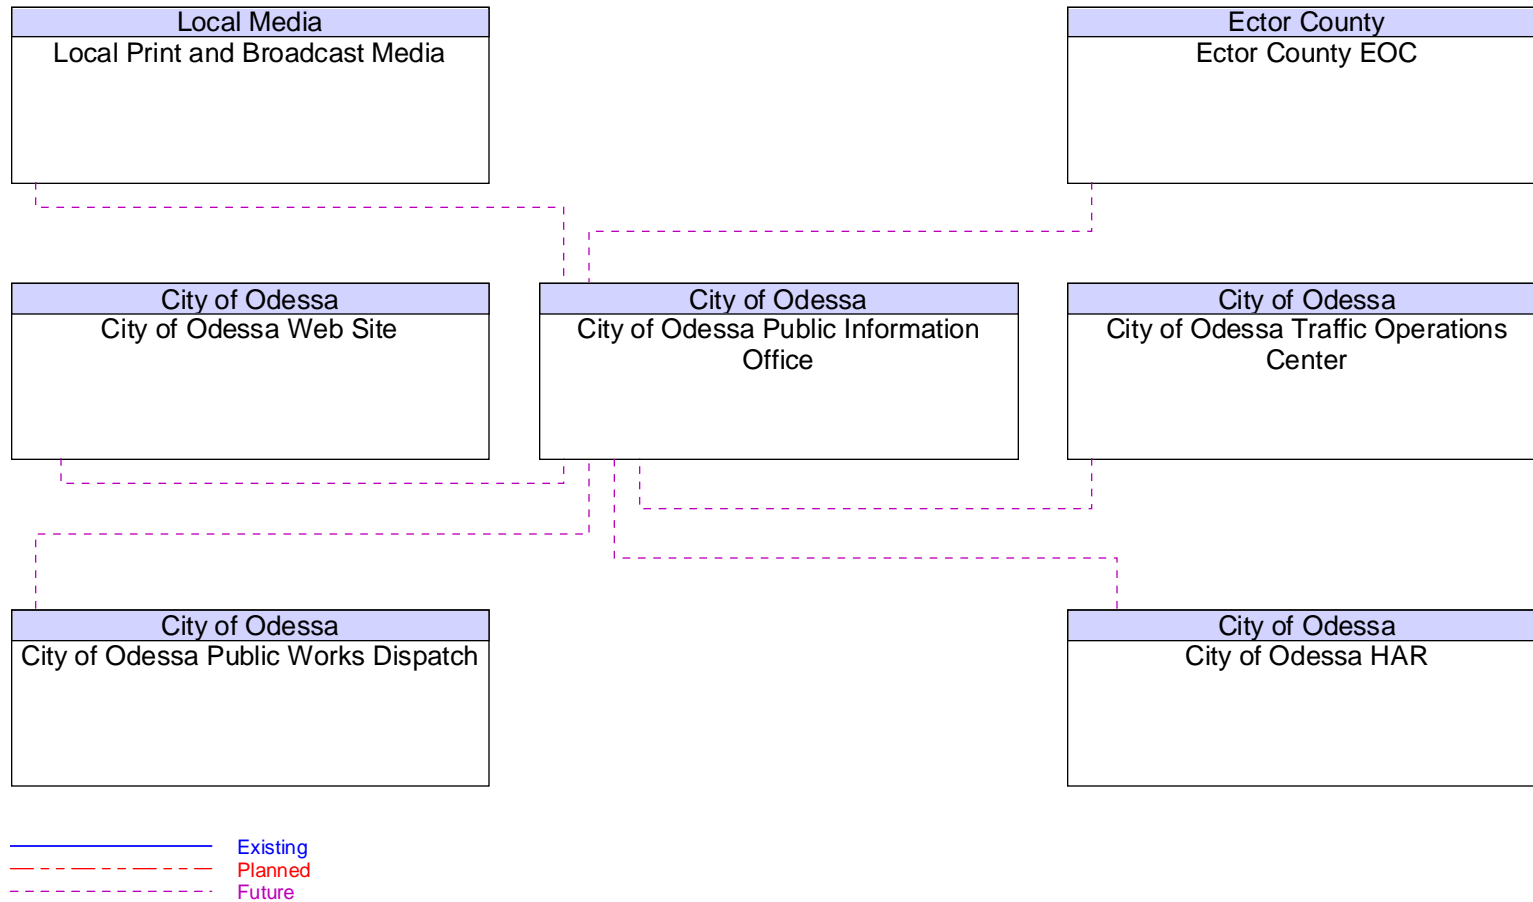 Local Media
Local Print and Broadcast Media
Ector County
Ector County EOC
City of Odessa
City of Odessa Web Site
City of Odessa
City of Odessa Public Information
Office
City of Odessa
City of Odessa Traffic Operations
Center
City of Odessa
City of Odessa Public Works Dispatch
City of Odessa
City of Odessa HAR
Existing
Planned
Future